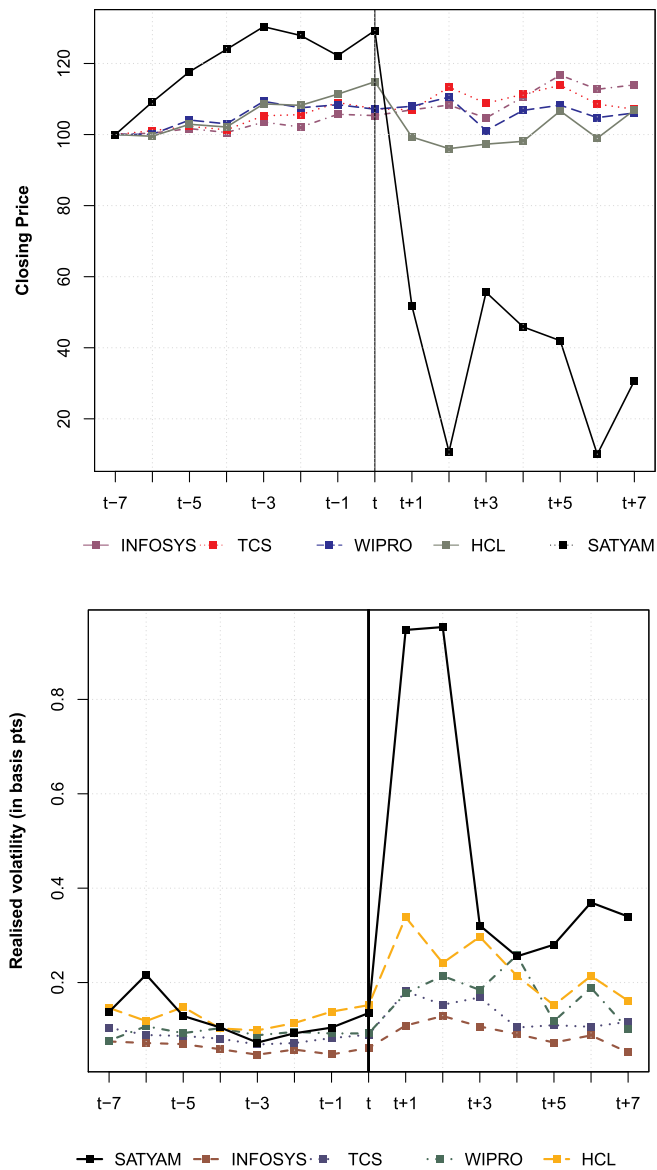 Closing Price
120
100
80
60
40
20
t−7 t−5 t−3 t−1 t t+1 t+3 t+5 t+7
INFOSYS TCS WIPRO HCL SATYAM
Realised volatility (in basis pts)
0.8
0.6
0.4
0.2
t−7 t−5 t−3 t−1 t t+1 t+3 t+5 t+7
SATYAM INFOSYS TCS WIPRO HCL